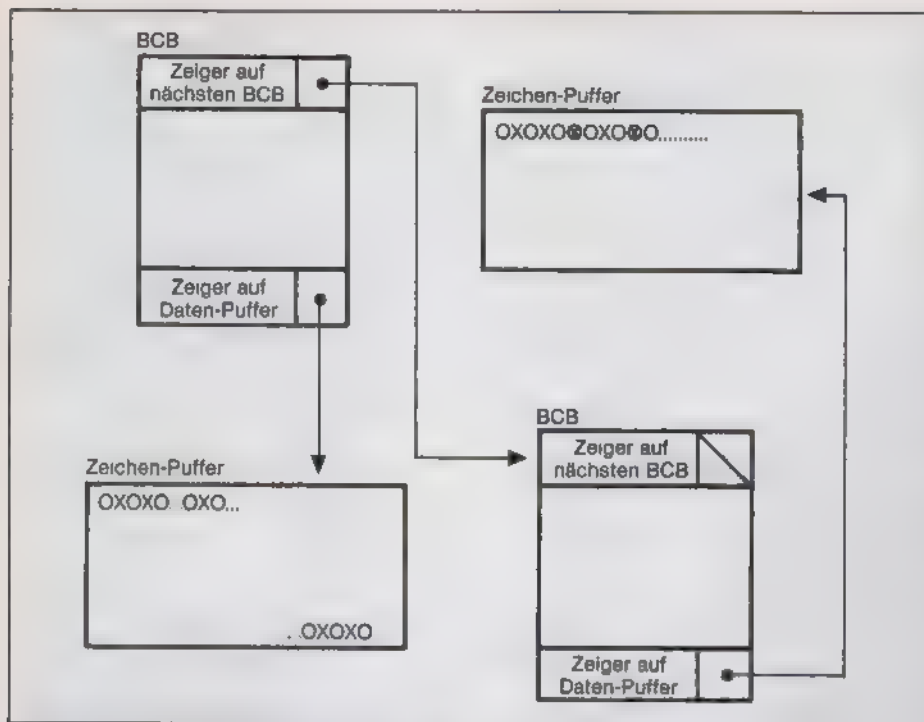 BCB
Zeiger auf
nächsten BCB
Zeiger auf
Daten-Puffer
Zeichen-Puffer
OXOXO OXO...
. .OXOXO
Zeichen-Puffer
OXOXO⊗OXO⊗O..........
BCB
Zeiger auf
nächsten BCB
Zeiger auf
Daten-Puffer